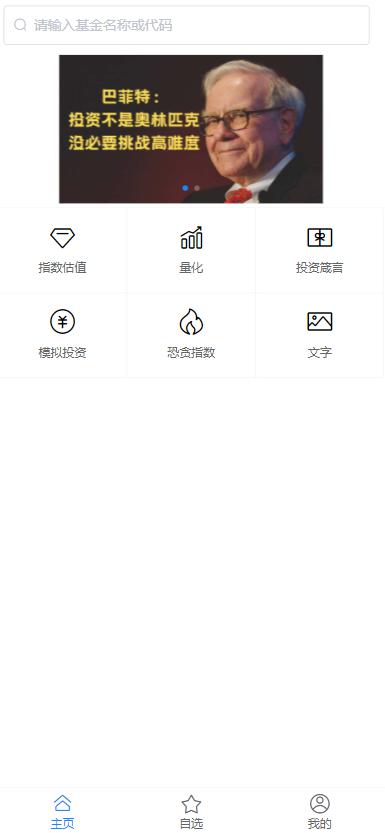 请输入基金名称或代码
巴菲特：
投资不是奥林匹克
没必要挑战高难度
指数估值
量化
投资箴言
模拟投资
恐贪指数
文字
主页
自选
我的